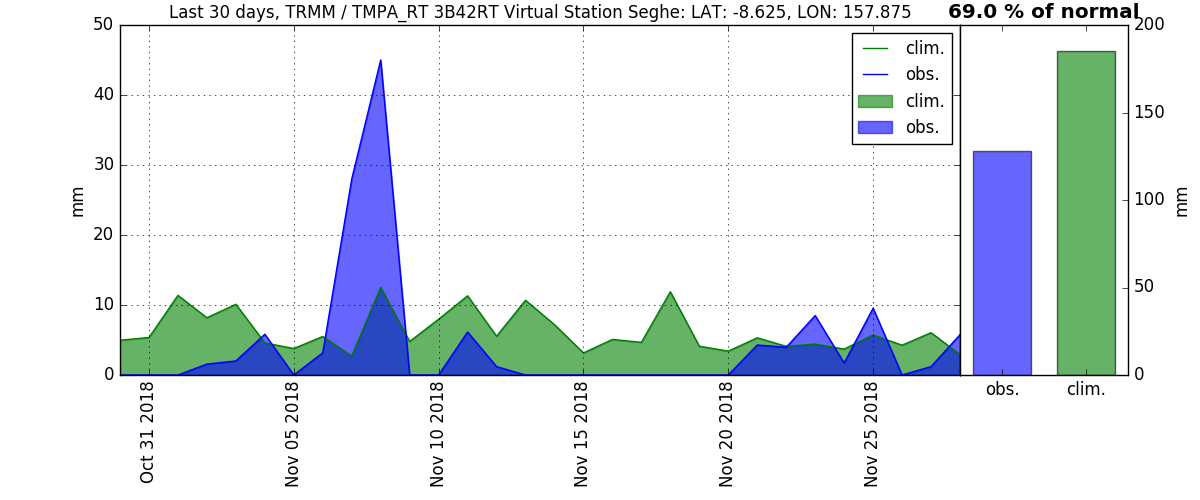 Last 30 days, TRMM / TMPA_RT 3B42RT Virtual Station Seghe: LAT: -8.625, LON: 157.875
69.0 % of normal
50
40
30
20
10
0
mm
clim.
obs.
clim.
obs.
200
150
100
50
0
mm
Oct 31 2018
Nov 05 2018
Nov 10 2018
Nov 15 2018
Nov 20 2018
Nov 25 2018
obs.
clim.